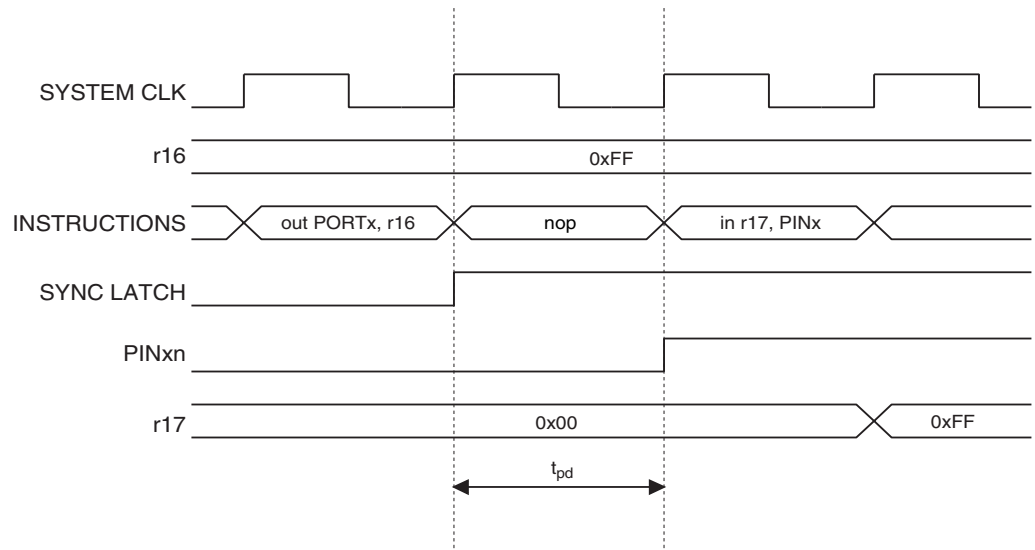 SYSTEM CLK
r16
0xFF
INSTRUCTIONS
out PORTx, r16
nop
in r17, PINx
SYNC LATCH
PINxn
r17
0x00
0xFF
tpd